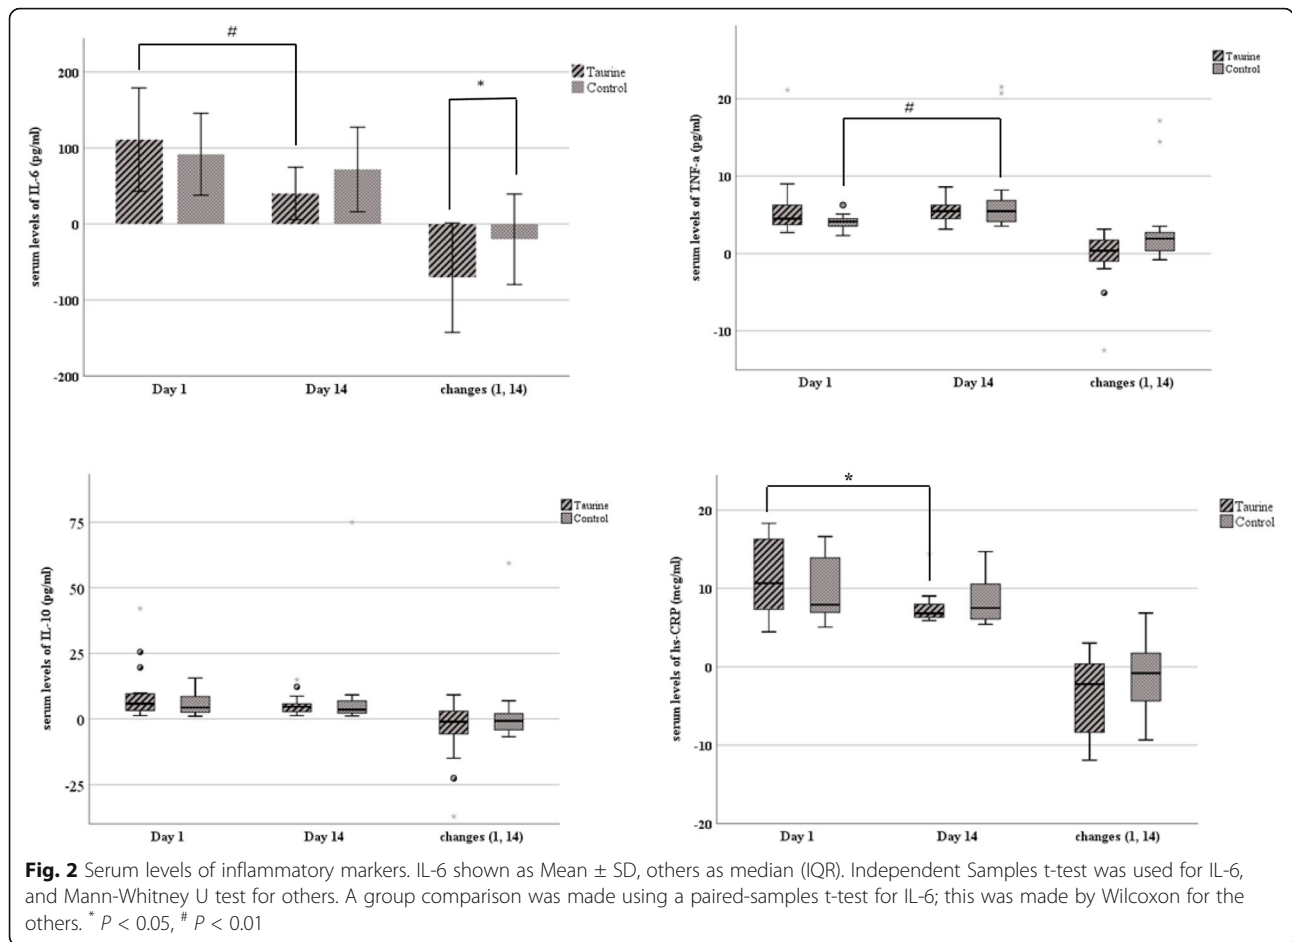 #
*
200
100
0
-100
-200
serum levels of IL-6 (pg/ml)
Taurine
Control
Day 1
Day 14
changes (1, 14)
#
20
10
0
-10
serum levels of TNF-a (pg/ml)
Taurine
Control
Day 1
Day 14
changes (1, 14)
75
50
25
0
-25
serum levels of IL-10 (pg/ml)
Taurine
Control
Day 1
Day 14
changes (1, 14)
*
20
10
0
-10
-20
serum levels of hs-CRP (mcg/ml)
Taurine
Control
Day 1
Day 14
changes (1, 14)
Fig. 2 Serum levels of inflammatory markers. IL-6 shown as Mean ± SD, others as median (IQR). Independent Samples t-test was used for IL-6,
and Mann-Whitney U test for others. A group comparison was made using a paired-samples t-test for IL-6; this was made by Wilcoxon for the
others. * P < 0.05, # P < 0.01